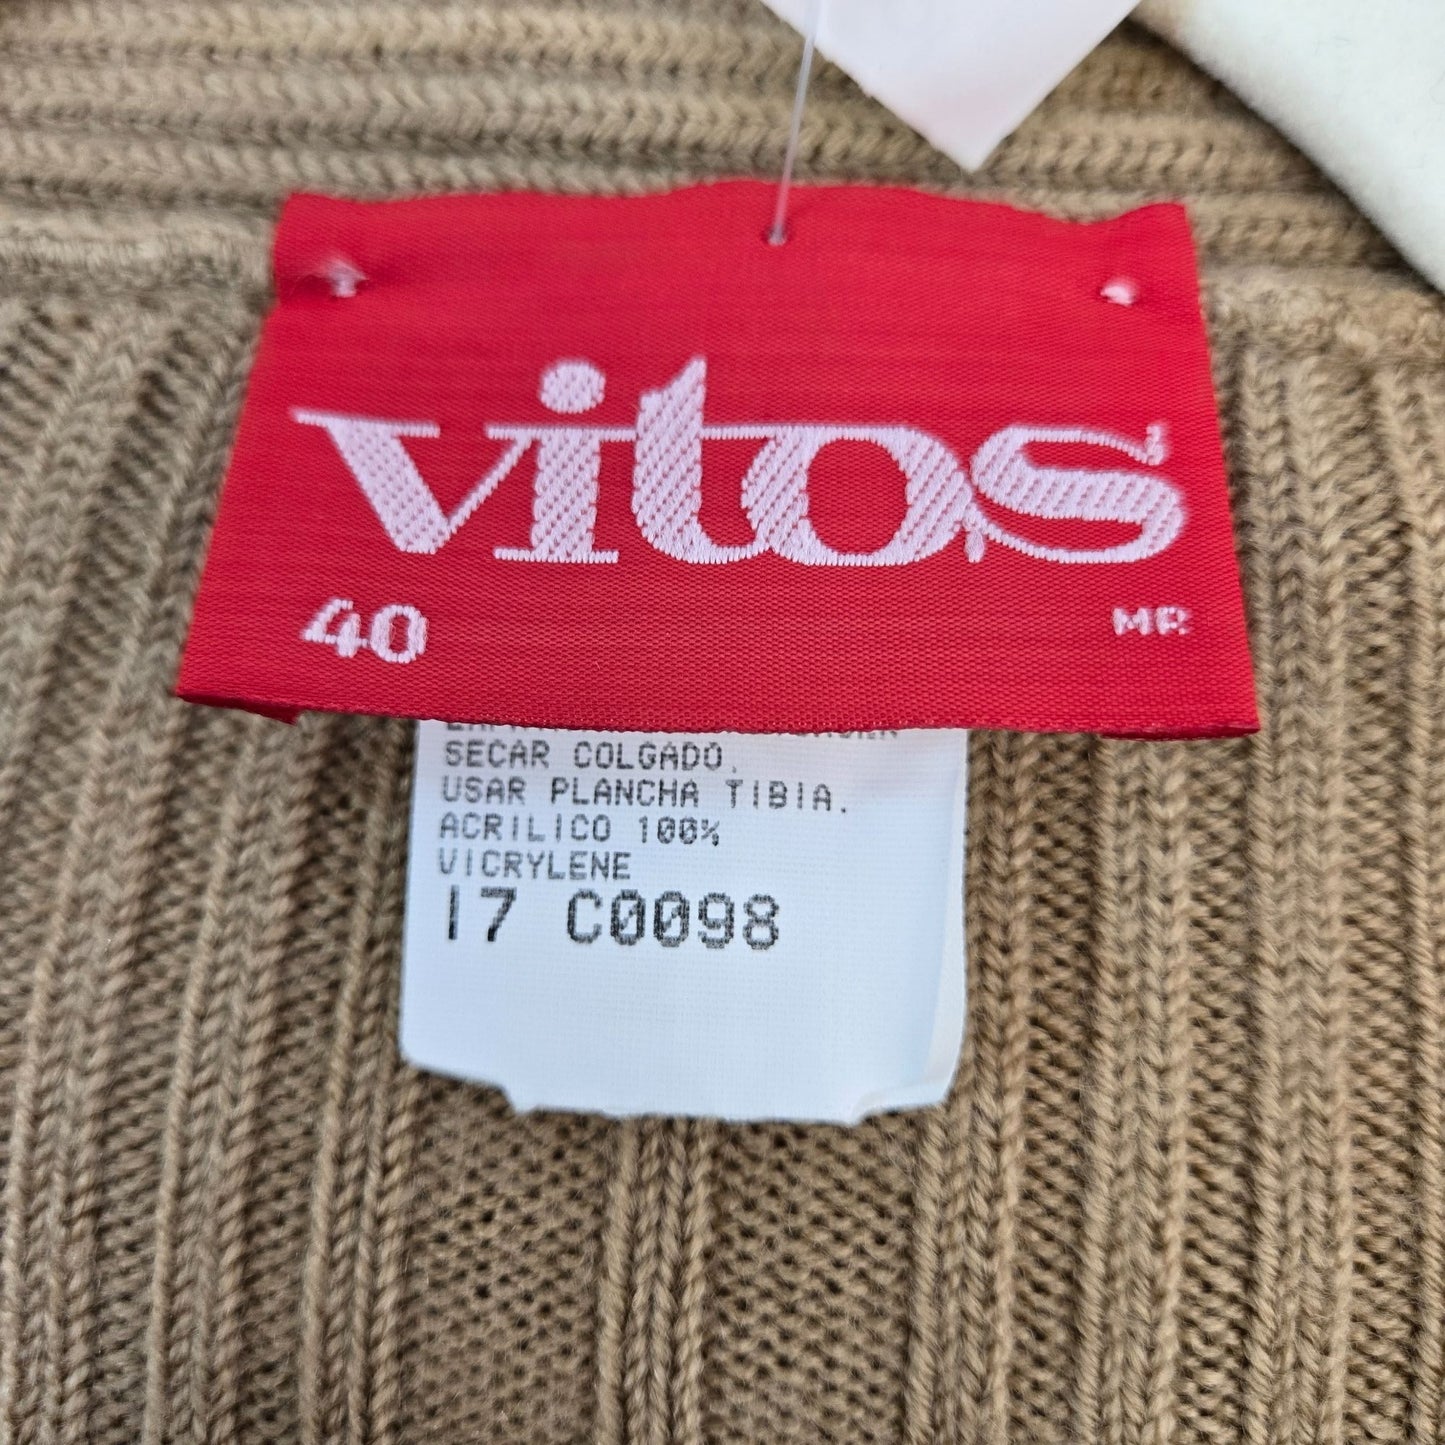 vitos
40 MR
SECAR COLGADO.
USAR PLANCHA TIBIA.
ACRILICO 100%
VICRYLENE
17 C0098